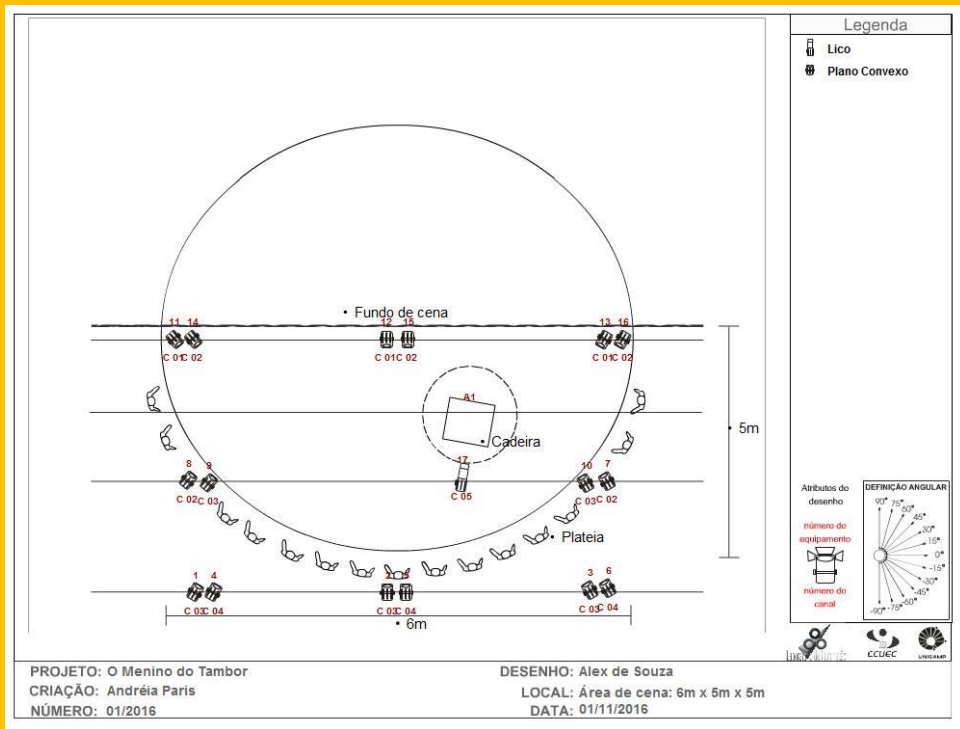 Legenda
Lico
Plano Convexo
• Fundo de cena
11 14 12 15 13 16
C 01 C 02 C 01 C 02 C 01 C 02
A1
• Cadeira
• 5m
17
C 05
8 9 10 7
C 02 C 03 C 03 C 02
• Plateia
1 4 2 5 3 6
C 03 C 04 C 03 C 04 C 03 C 04
• 6m
Atributos do
desenho
número do
equipamento
número do
canal
DEFINIÇÃO ANGULAR
90°
75°
60°
45°
30°
15°
0°
-15°
-30°
-45°
-60°
-75°
-90°
CCUEC
UNICAMP
PROJETO: O Menino do Tambor
CRIAÇÃO: Andréia Paris
NÚMERO: 01/2016
DESENHO: Alex de Souza
LOCAL: Área de cena: 6m x 5m x 5m
DATA: 01/11/2016